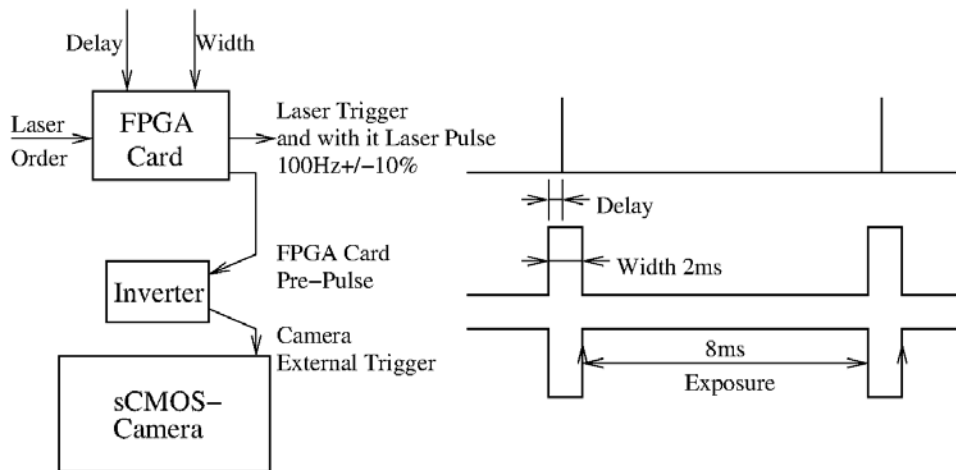 Delay
Width
Laser
Order
FPGA
Card
Laser Trigger
and with it Laser Pulse
100Hz+/−10%
FPGA Card
Pre−Pulse
Inverter
Camera
External Trigger
sCMOS−
Camera
Delay
Width 2ms
8ms
Exposure